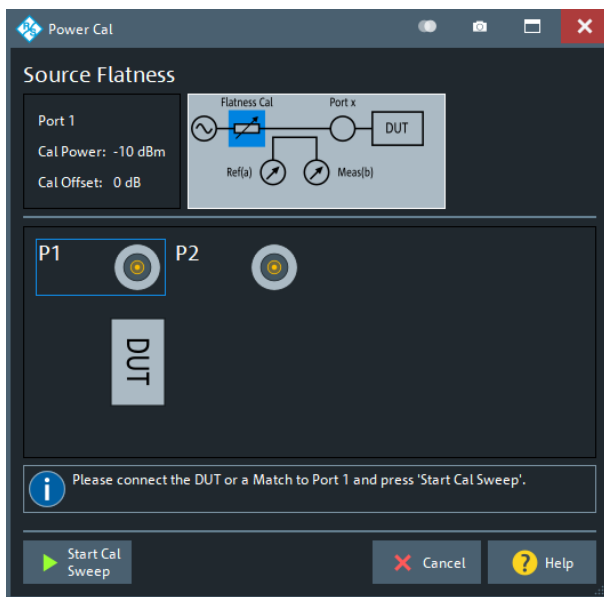 Power Cal
Source Flatness
Port 1
Cal Power: -10 dBm
Cal Offset: 0 dB
Flatness Cal
Port x
DUT
Ref(a)
Meas(b)
P1
P2
DUT
Please connect the DUT or a Match to Port 1 and press 'Start Cal Sweep'.
Start Cal
Sweep
Cancel
Help